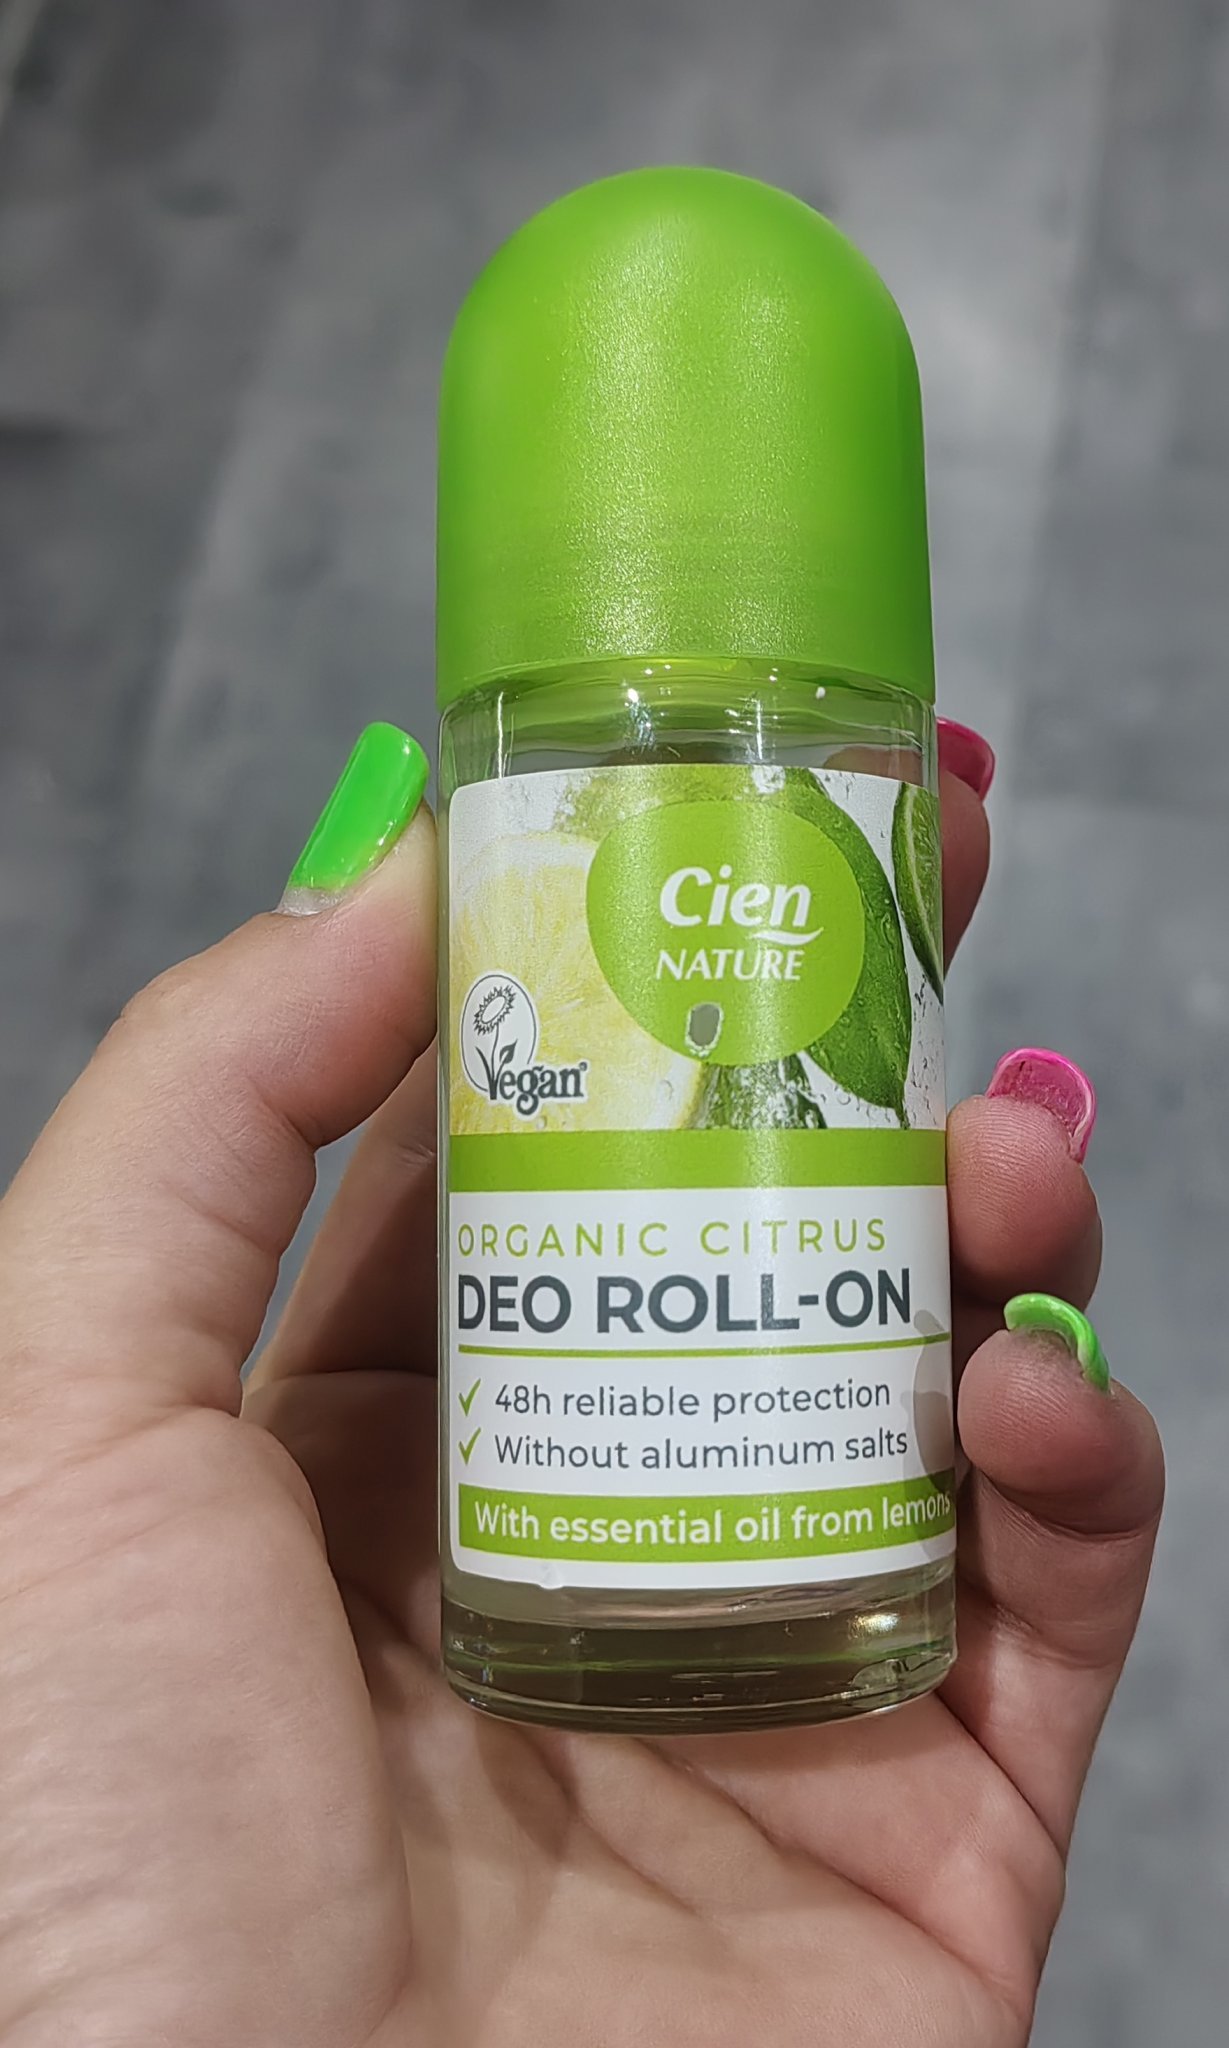 Cien
NATURE
Vegan
ORGANIC CITRUS
DEO ROLL-ON
48h reliable protection
Without aluminum salts
With essential oil from lemons